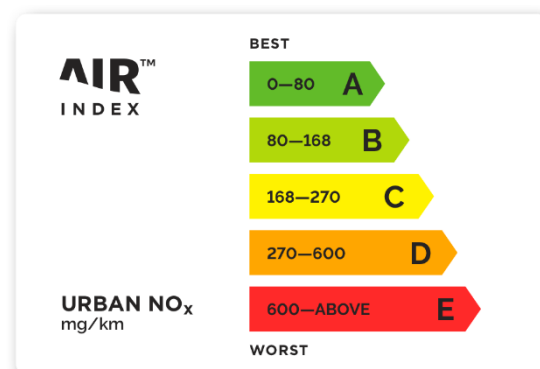 AIR™
INDEX
BEST
0—80 A
80—168 B
168—270 C
270—600 D
600—ABOVE E
WORST
URBAN NOx
mg/km